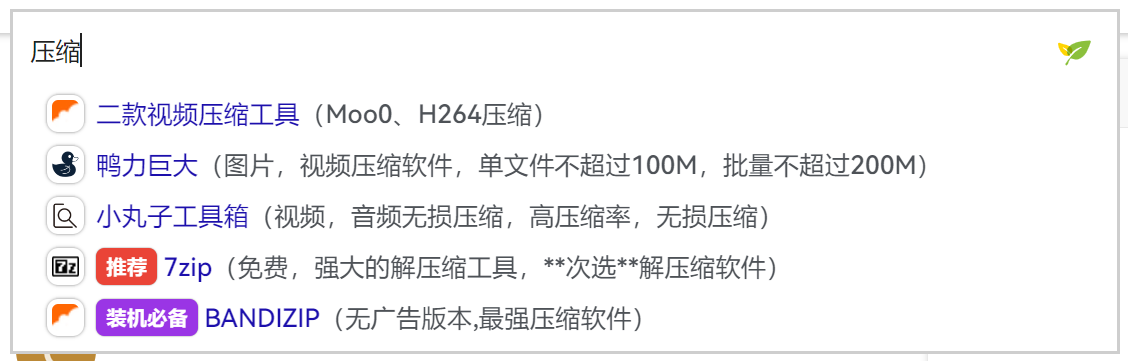 压缩
二款视频压缩工具（Moo0、H264压缩）
鸭力巨大（图片，视频压缩软件，单文件不超过100M，批量不超过200M）
小丸子工具箱（视频，音频无损压缩，高压缩率，无损压缩）
7z 推荐 7zip（免费，强大的解压缩工具，**次选**解压缩软件）
装机必备 BANDIZIP（无广告版本,最强压缩软件）